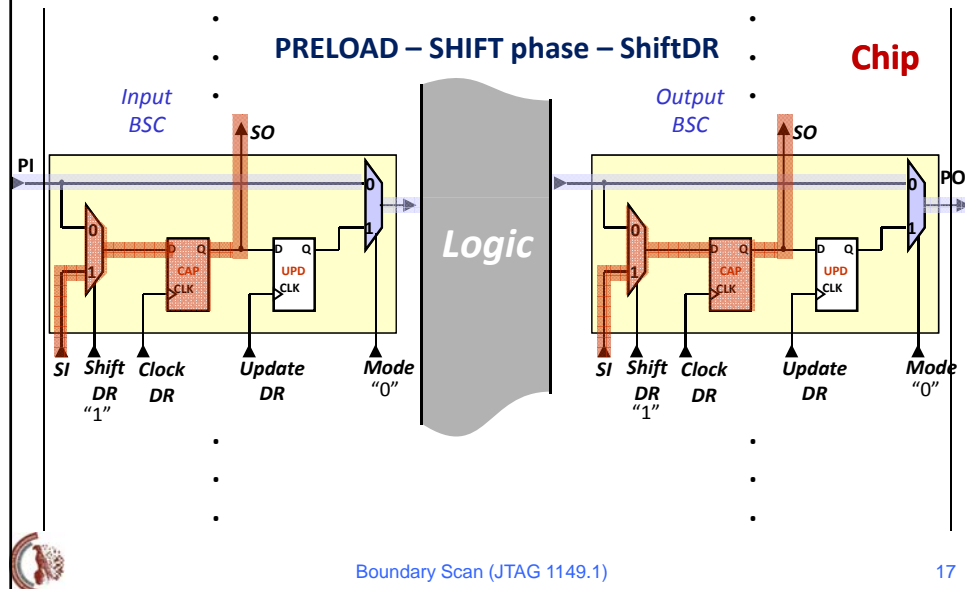 PRELOAD – SHIFT phase – ShiftDR
Chip
Input
BSC
SO
PI
0
1
0
1
D Q
CAP
CLK
D Q
UPD
CLK
SI
Shift
DR
"1"
Clock
DR
Update
DR
Mode
"0"
Logic
Output
BSC
SO
PO
0
1
0
1
D Q
CAP
CLK
D Q
UPD
CLK
SI
Shift
DR
"1"
Clock
DR
Update
DR
Mode
"0"
Boundary Scan (JTAG 1149.1)
17